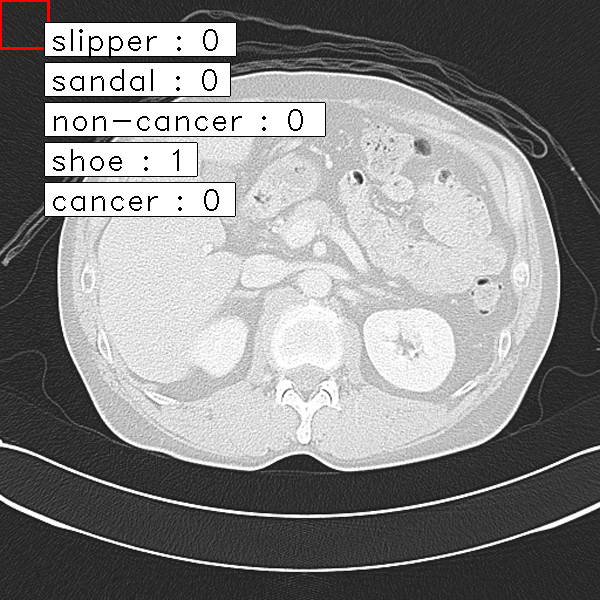 slipper : 0
sandal : 0
non-cancer : 0
shoe : 1
cancer : 0